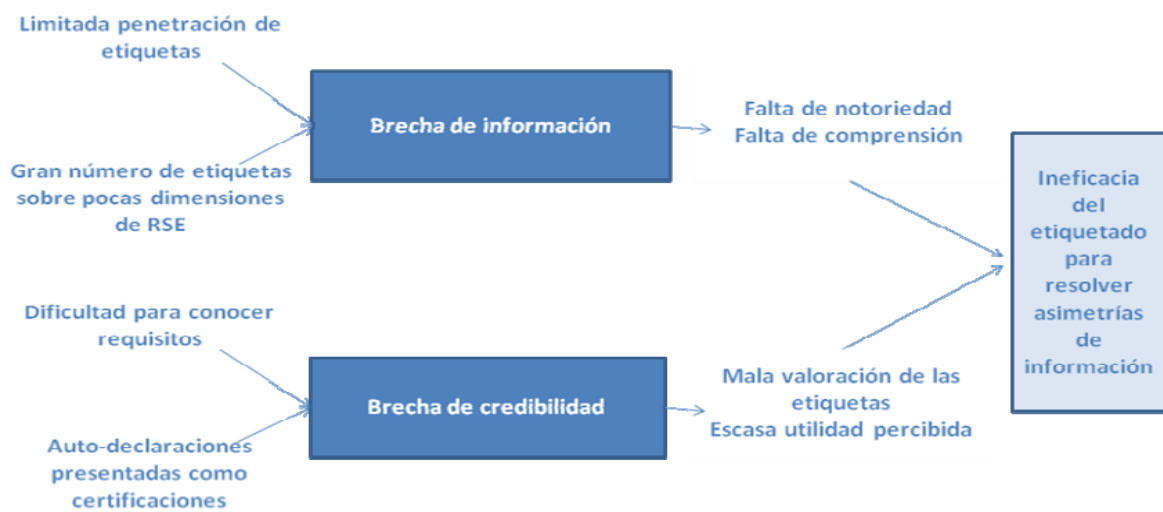 Limitada penetración de
etiquetas
Gran número de etiquetas
sobre pocas dimensiones
de RSE
Brecha de información
Falta de notoriedad
Falta de comprensión
Dificultad para conocer
requisitos
Auto-declaraciones
presentadas como
certificaciones
Brecha de credibilidad
Mala valoración de las
etiquetas
Escasa utilidad percibida
Ineficacia
del
etiquetado
para
resolver
asimetrías
de
información